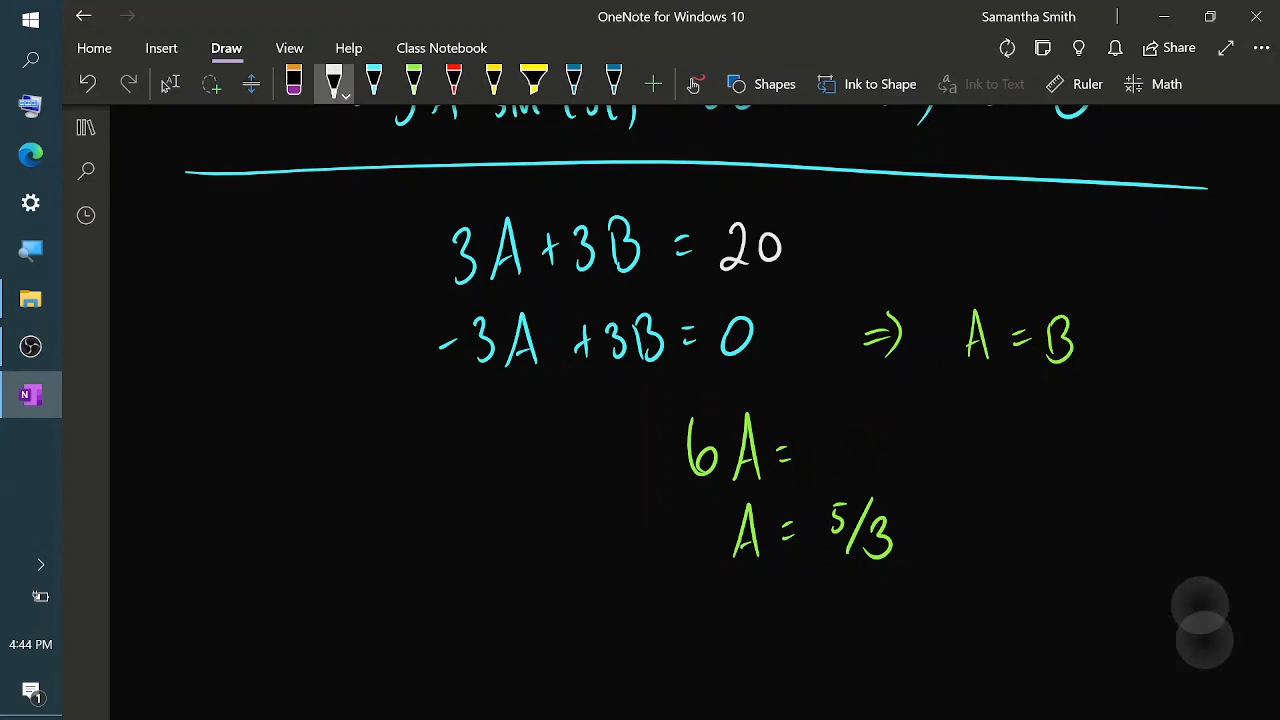 OneNote for Windows 10
Samantha Smith
Home Insert Draw View Help Class Notebook
Share
Shapes Ink to Shape Ink to Text Ruler Math
3A + 3B = 20
-3A + 3B = 0 ⇒ A = B
6A =
A = 5/3
4:44 PM
1